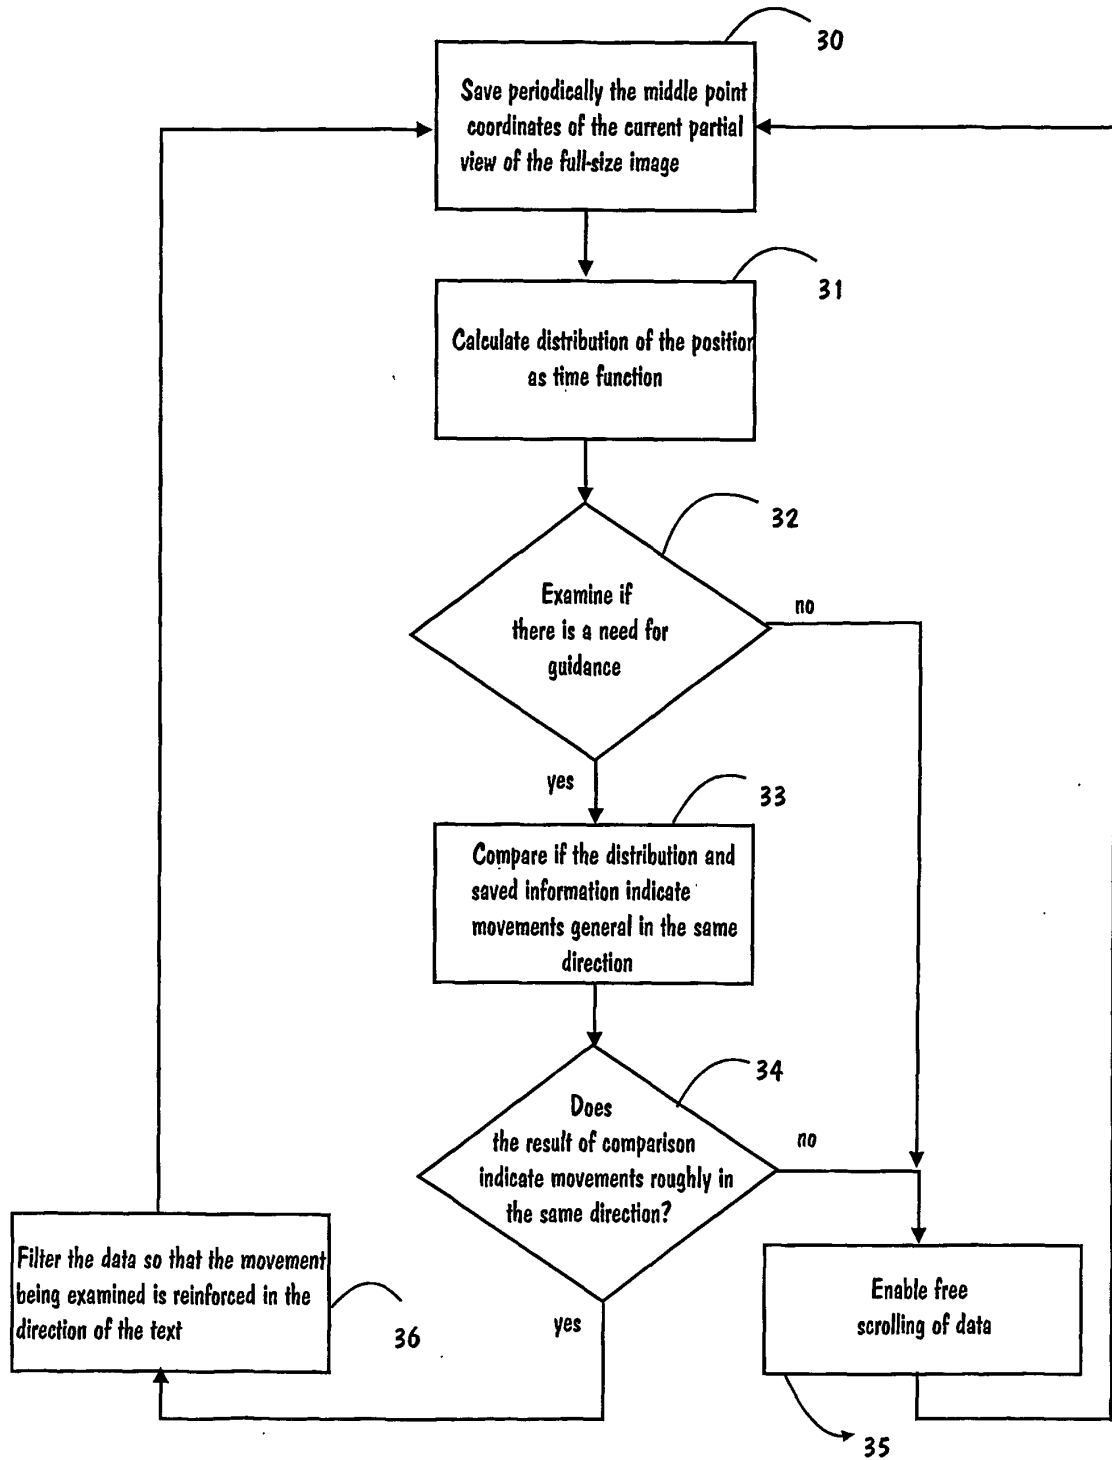 30
Save periodically the middle point
coordinates of the current partial
view of the full-size image
31
Calculate distribution of the position
as time function
32
Examine if
there is a need for
guidance
no
yes
33
Compare if the distribution and
saved information indicate
movements general in the same
direction
34
Does
the result of comparison
indicate movements roughly in
the same direction?
no
yes
Filter the data so that the movement
being examined is reinforced in the
direction of the text
36
Enable free
scrolling of data
35